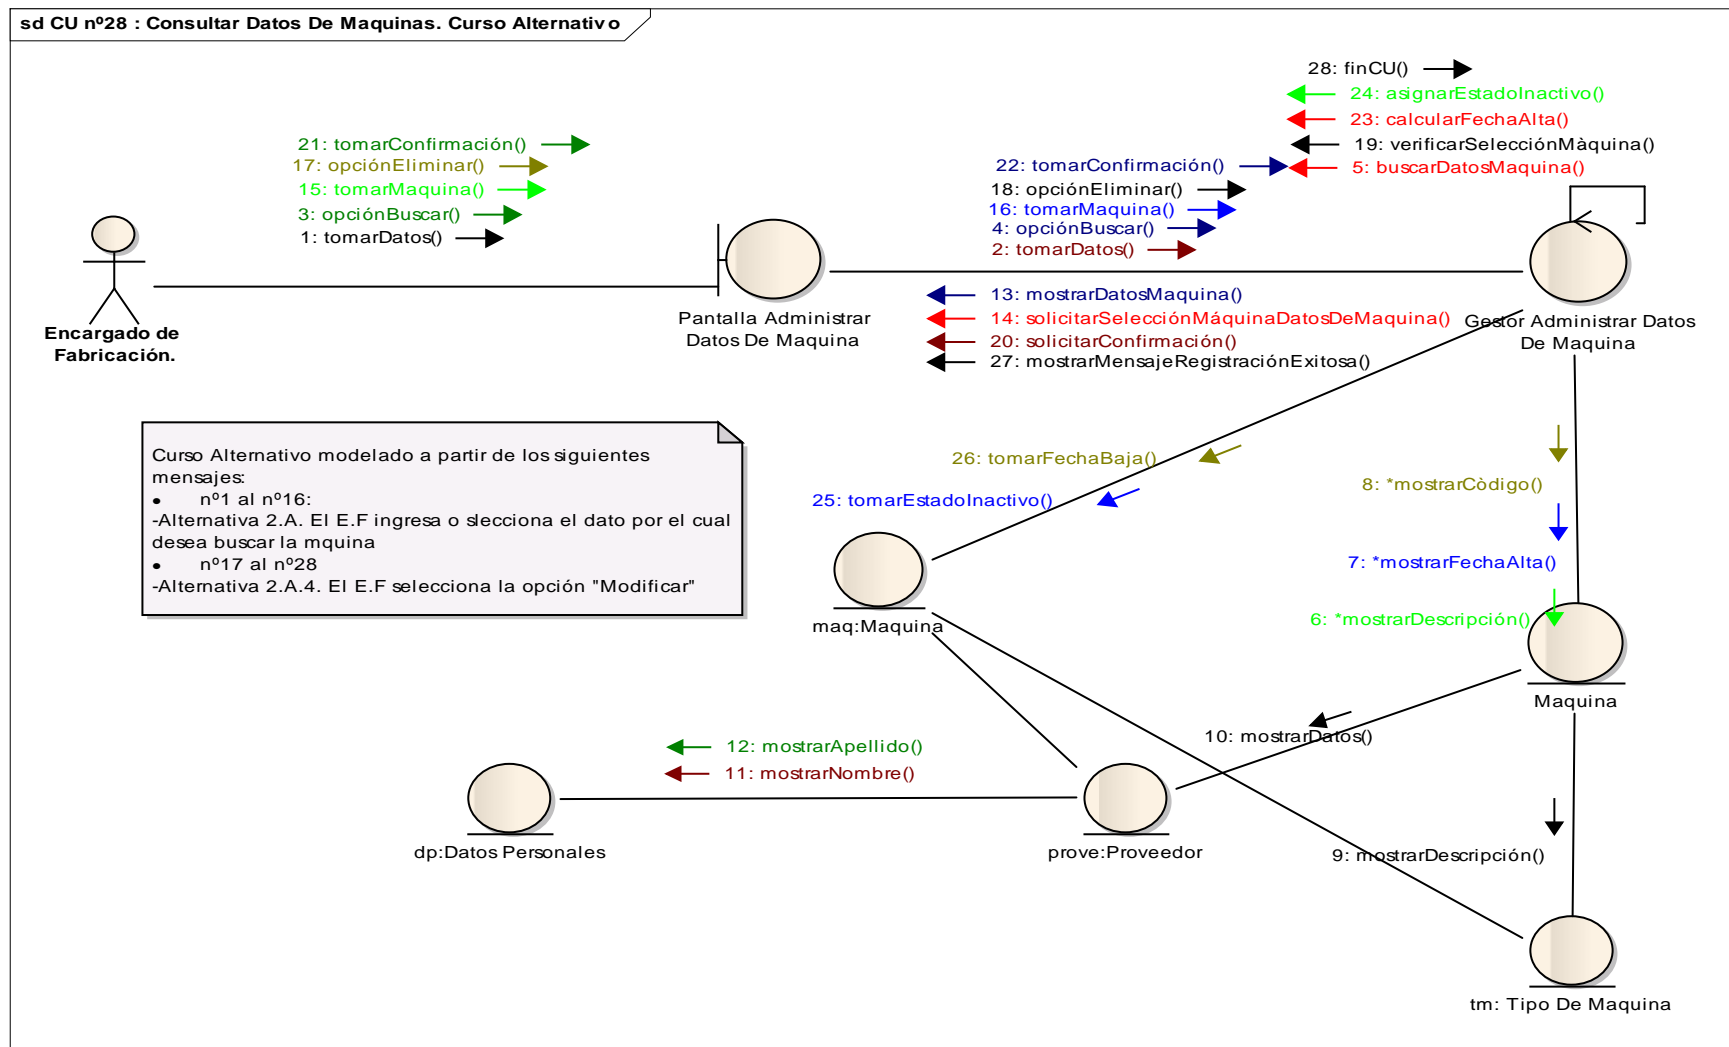 sd CU nº28 : Consultar Datos De Maquinas. Curso Alternativo
28: finCU()
24: asignarEstadoInactivo()
23: calcularFechaAlta()
19: verificarSelecciónMàquina()
5: buscarDatosMaquina()
21: tomarConfirmación()
17: opciónEliminar()
15: tomarMaquina()
3: opciónBuscar()
1: tomarDatos()
22: tomarConfirmación()
18: opciónEliminar()
16: tomarMaquina()
4: opciónBuscar()
2: tomarDatos()
13: mostrarDatosMaquina()
14: solicitarSelecciónMáquinaDatosDeMaquina()
20: solicitarConfirmación()
27: mostrarMensajeRegistraciónExitosa()
Encargado de
Fabricación.
Pantalla Administrar
Datos De Maquina
Gestor Administrar Datos
De Maquina
Curso Alternativo modelado a partir de los siguientes
mensajes:
• nº1 al nº16:
-Alternativa 2.A. El E.F ingresa o slecciona el dato por el cual
desea buscar la mquina
• nº17 al nº28
-Alternativa 2.A.4. El E.F selecciona la opción "Modificar"
26: tomarFechaBaja()
25: tomarEstadoInactivo()
8: *mostrarCòdigo()
7: *mostrarFechaAlta()
6: *mostrarDescripción()
maq:Maquina
Maquina
10: mostrarDatos()
12: mostrarApellido()
11: mostrarNombre()
dp:Datos Personales
prove:Proveedor
9: mostrarDescripción()
tm: Tipo De Maquina